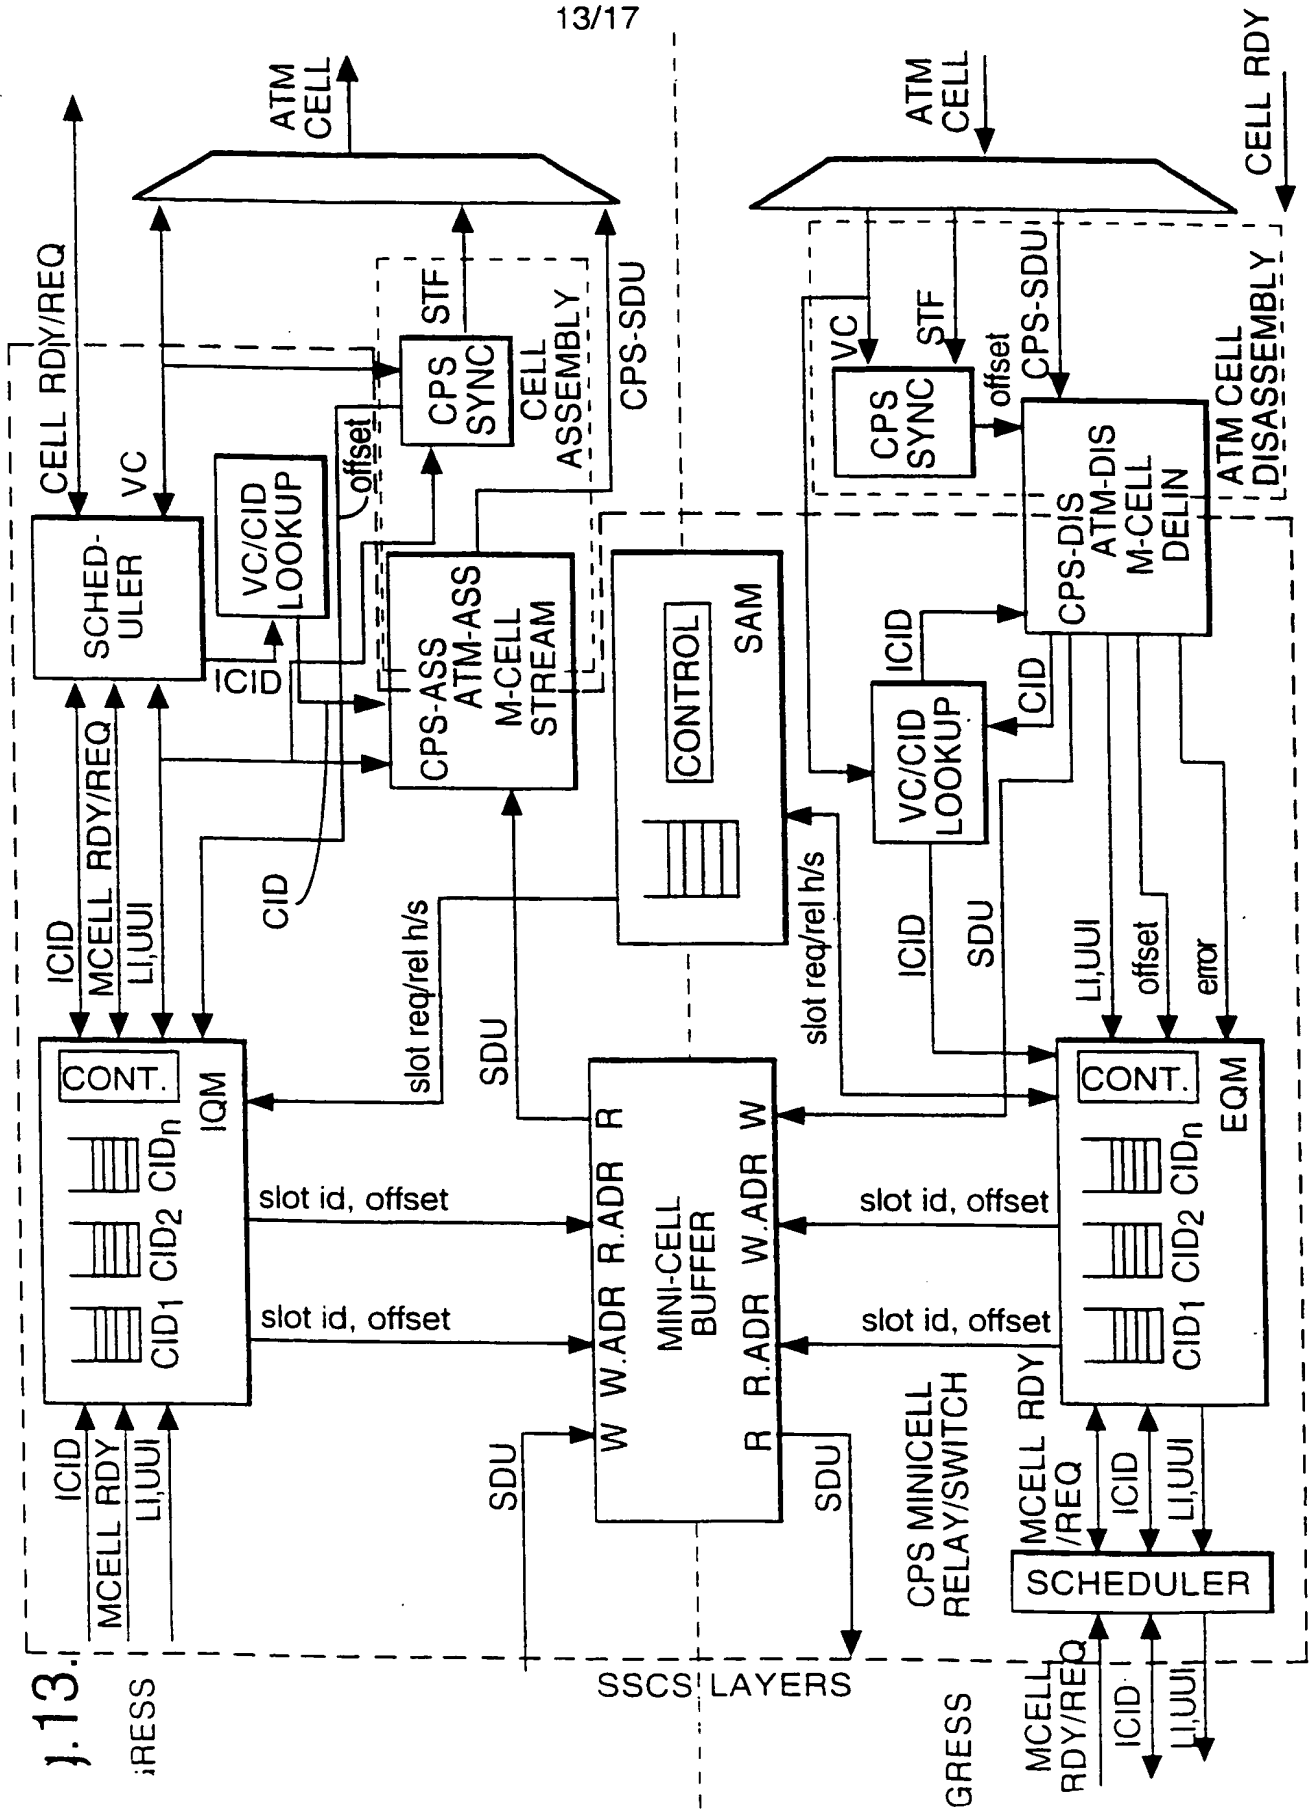 13/17
g.13.
GRESS
ICID
MCELL RDY
LI,UUI
CONT.
IQM
CID1
CID2
CIDn
ICID
MCELL RDY/REQ
LI,UUI
SCHED-
ULER
CELL RDY/REQ
VC
ICID
VC/CID
LOOKUP
offset
CID
CPS-ASS
ATM-ASS
M-CELL
STREAM
CPS
SYNC
STF
CELL
ASSEMBLY
CPS-SDU
ATM
CELL
slot id, offset
slot id, offset
slot req/rel h/s
SDU
SDU
W
W.ADR
R.ADR
R
MINI-CELL
BUFFER
R
R.ADR
W.ADR
W
SDU
CONTROL
SAM
SSCS LAYERS
slot req/rel h/s
ICID
SDU
slot id, offset
slot id, offset
CPS MINICELL
RELAY/SWITCH
VC/CID
LOOKUP
ICID
CID
VC
STF
CPS
SYNC
offset
CPS-SDU
CPS-DIS
ATM-DIS
M-CELL
DELIN
ATM CELL
DISASSEMBLY
ATM
CELL
CELL RDY
LI,UUI
offset
error
CONT.
EQM
CID1
CID2
CIDn
MCELL RDY
/REQ
ICID
LI,UUI
SCHEDULER
GRESS
MCELL
RDY/REQ
ICID
LI,UUI